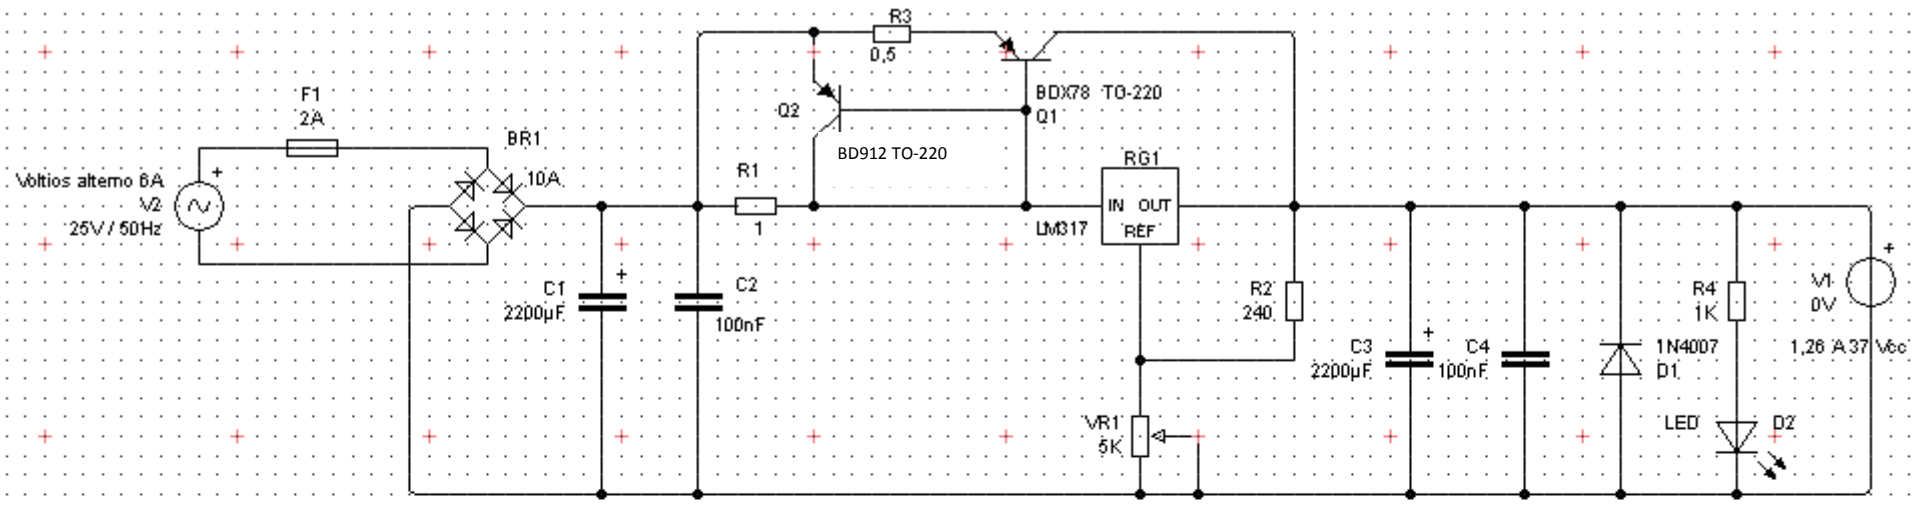 R3
0,5
BDX78 TO-220
Q1
Q2
BD912 TO-220
F1
2A
BR1
10A
Voltios alterno 6A
V2
25V / 50Hz
+
R1
1
RG1
IN OUT
REF
LM317
C1
2200µF
+
C2
100nF
R2
240
VR1
5K
C3
2200µF
+
C4
100nF
1N4007
D1
R4
1K
LED
D2
V1
0V
+
1,26 A 37 Vcc